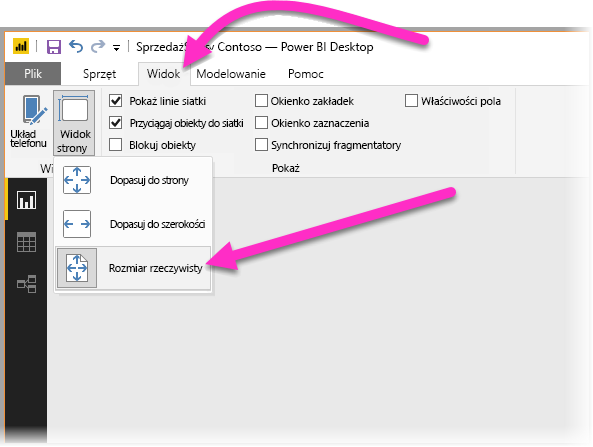 Sprzedaż y Contoso — Power BI Desktop
Plik Sprzęt Widok Modelowanie Pomoc
Układ telefonu
Widok strony
Pokaż linie siatki
Przyciągaj obiekty do siatki
Blokuj obiekty
Okienko zakładek
Okienko zaznaczenia
Synchronizuj fragmentatory
Właściwości pola
Pokaż
Dopasuj do strony
Dopasuj do szerokości
Rozmiar rzeczywisty